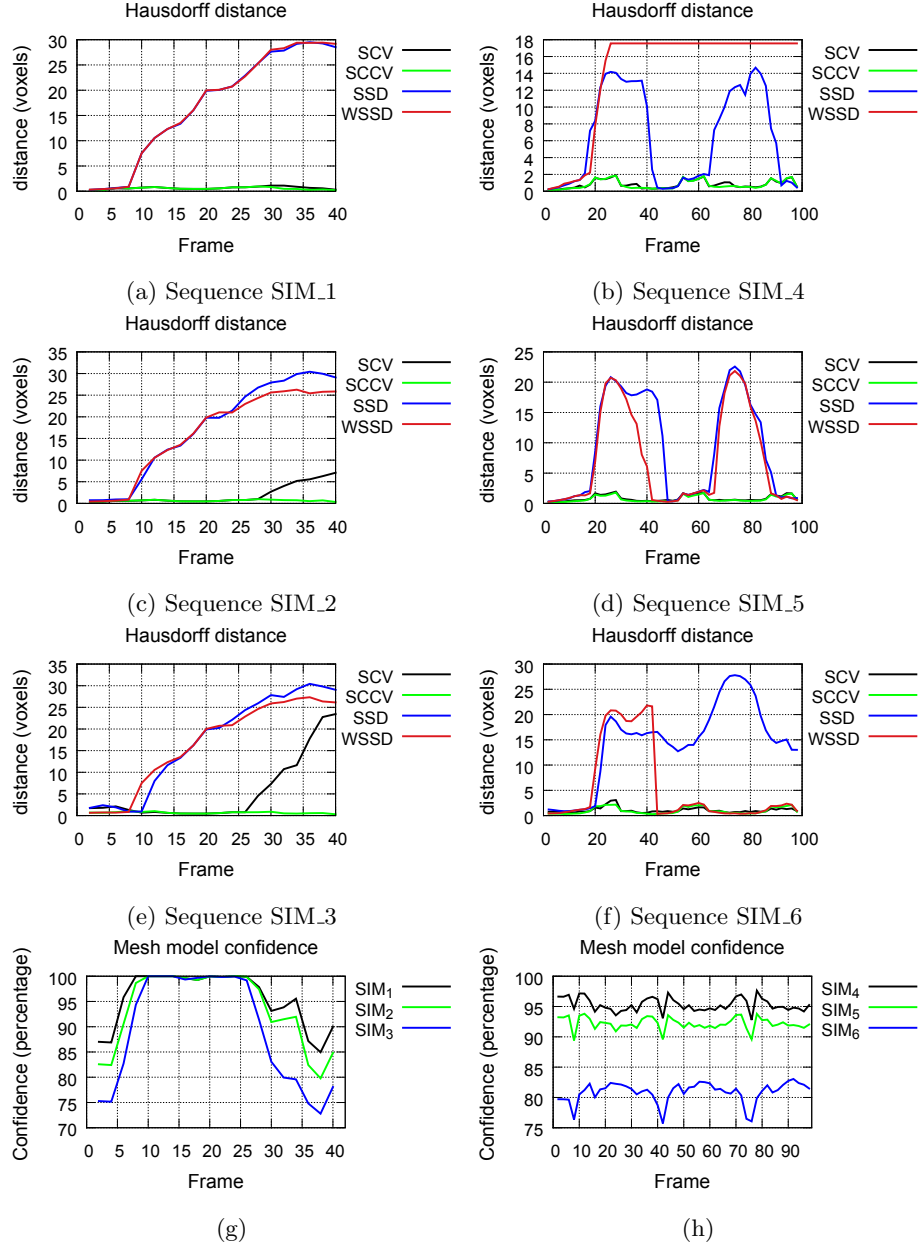 Hausdorff distance
distance (voxels)
30
25
20
15
10
5
0
0 5 10 15 20 25 30 35 40
Frame
SCV
SCCV
SSD
WSSD
(a) Sequence SIM_1
Hausdorff distance
distance (voxels)
18
16
14
12
10
8
6
4
2
0
0 20 40 60 80 100
Frame
SCV
SCCV
SSD
WSSD
(b) Sequence SIM_4
Hausdorff distance
distance (voxels)
35
30
25
20
15
10
5
0
0 5 10 15 20 25 30 35 40
Frame
SCV
SCCV
SSD
WSSD
(c) Sequence SIM_2
Hausdorff distance
distance (voxels)
25
20
15
10
5
0
0 20 40 60 80 100
Frame
SCV
SCCV
SSD
WSSD
(d) Sequence SIM_5
Hausdorff distance
distance (voxels)
35
30
25
20
15
10
5
0
0 5 10 15 20 25 30 35 40
Frame
SCV
SCCV
SSD
WSSD
(e) Sequence SIM_3
Hausdorff distance
distance (voxels)
30
25
20
15
10
5
0
0 20 40 60 80 100
Frame
SCV
SCCV
SSD
WSSD
(f) Sequence SIM_6
Mesh model confidence
Confidence (percentage)
100
95
90
85
80
75
70
0 5 10 15 20 25 30 35 40
Frame
SIM₁
SIM₂
SIM₃
(g)
Mesh model confidence
Confidence (percentage)
100
95
90
85
80
75
0 10 20 30 40 50 60 70 80 90
Frame
SIM₄
SIM₅
SIM₆
(h)